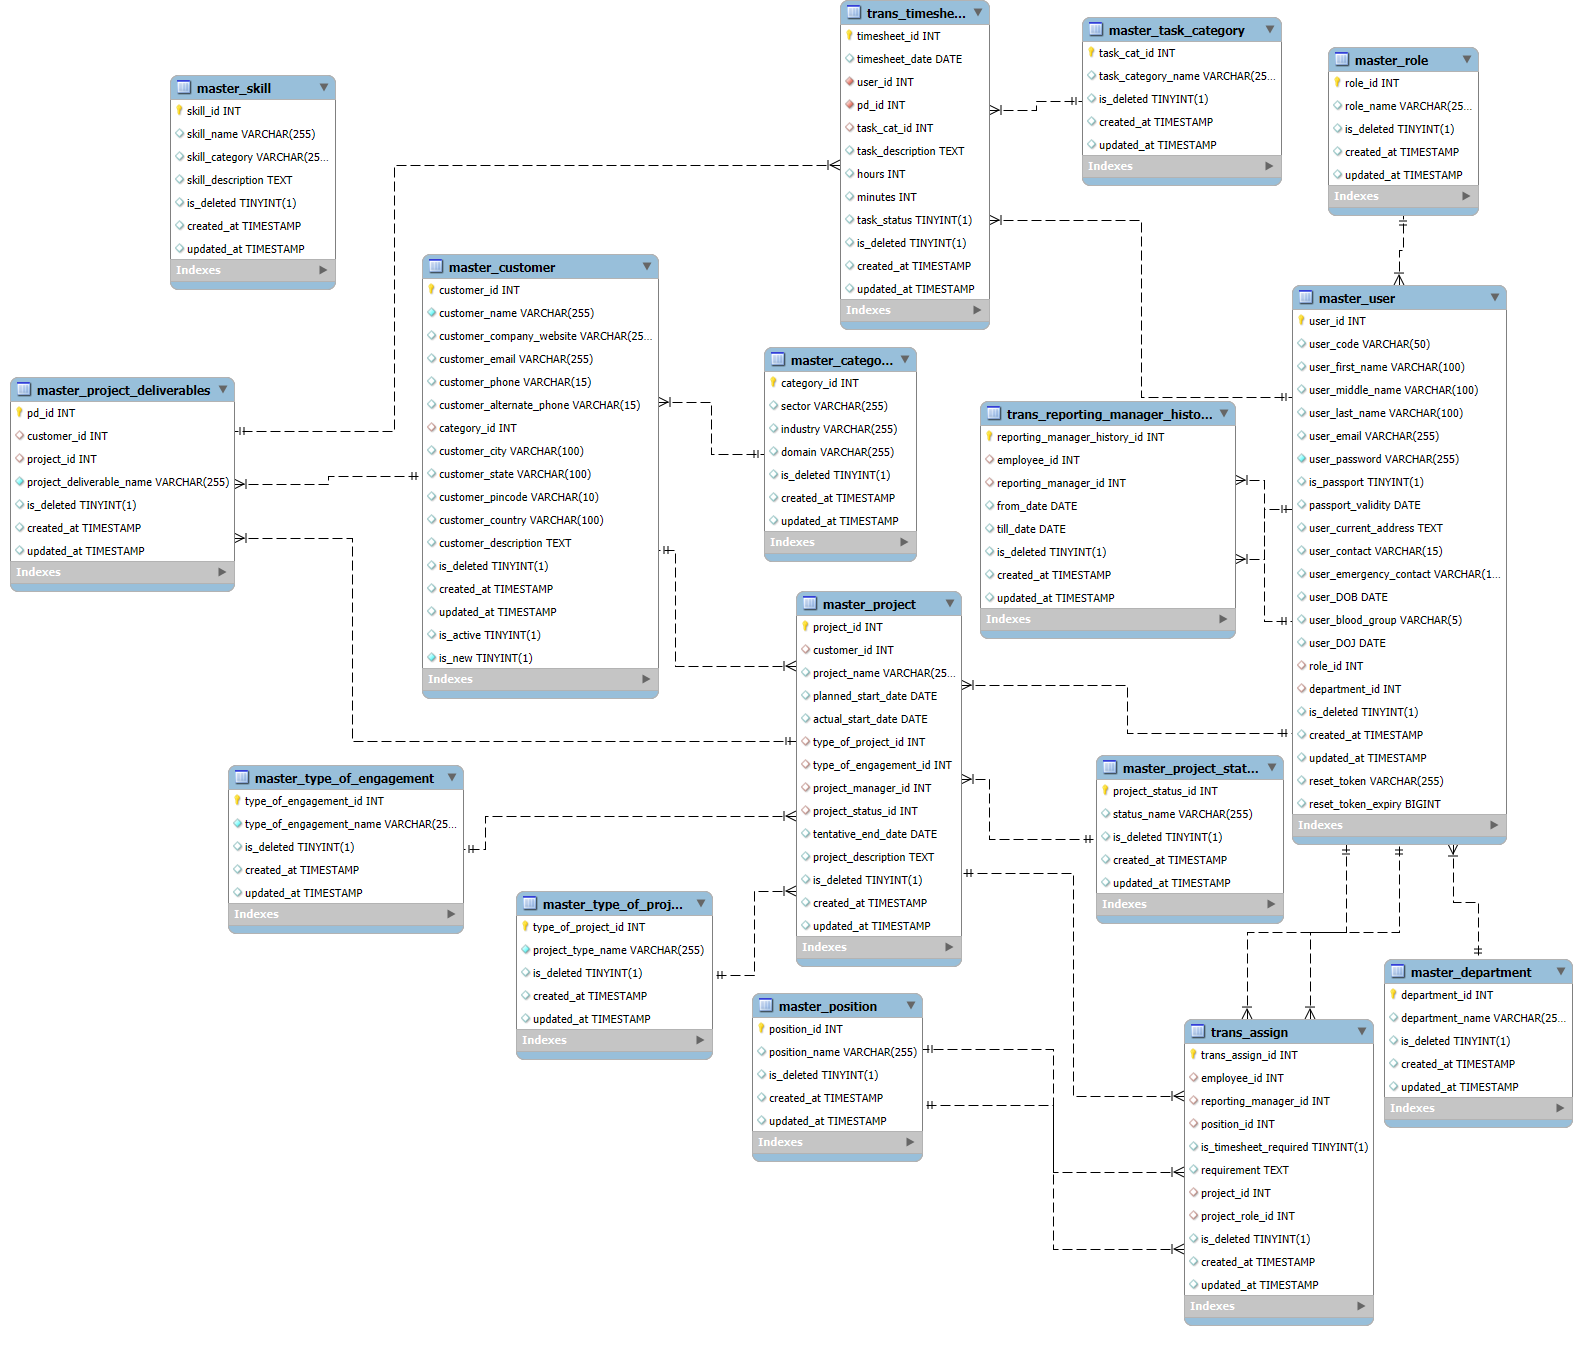 trans_timeshe...
timesheet_id INT
timesheet_date DATE
user_id INT
pd_id INT
task_cat_id INT
task_description TEXT
hours INT
minutes INT
task_status TINYINT(1)
is_deleted TINYINT(1)
created_at TIMESTAMP
updated_at TIMESTAMP
Indexes
master_task_category
task_cat_id INT
task_category_name VARCHAR(25...
is_deleted TINYINT(1)
created_at TIMESTAMP
updated_at TIMESTAMP
Indexes
master_role
role_id INT
role_name VARCHAR(25...
is_deleted TINYINT(1)
created_at TIMESTAMP
updated_at TIMESTAMP
Indexes
master_skill
skill_id INT
skill_name VARCHAR(255)
skill_category VARCHAR(25...
skill_description TEXT
is_deleted TINYINT(1)
created_at TIMESTAMP
updated_at TIMESTAMP
Indexes
master_customer
customer_id INT
customer_name VARCHAR(255)
customer_company_website VARCHAR(25...
customer_email VARCHAR(255)
customer_phone VARCHAR(15)
customer_alternate_phone VARCHAR(15)
category_id INT
customer_city VARCHAR(100)
customer_state VARCHAR(100)
customer_pincode VARCHAR(10)
customer_country VARCHAR(100)
customer_description TEXT
is_deleted TINYINT(1)
created_at TIMESTAMP
updated_at TIMESTAMP
is_active TINYINT(1)
is_new TINYINT(1)
Indexes
master_user
user_id INT
user_code VARCHAR(50)
user_first_name VARCHAR(100)
user_middle_name VARCHAR(100)
user_last_name VARCHAR(100)
user_email VARCHAR(255)
user_password VARCHAR(255)
is_passport TINYINT(1)
passport_validity DATE
user_current_address TEXT
user_contact VARCHAR(15)
user_emergency_contact VARCHAR(1...
user_DOB DATE
user_blood_group VARCHAR(5)
user_DOJ DATE
role_id INT
department_id INT
is_deleted TINYINT(1)
created_at TIMESTAMP
updated_at TIMESTAMP
reset_token VARCHAR(255)
reset_token_expiry BIGINT
Indexes
master_catego...
category_id INT
sector VARCHAR(255)
industry VARCHAR(255)
domain VARCHAR(255)
is_deleted TINYINT(1)
created_at TIMESTAMP
updated_at TIMESTAMP
Indexes
master_project_deliverables
pd_id INT
customer_id INT
project_id INT
project_deliverable_name VARCHAR(255)
is_deleted TINYINT(1)
created_at TIMESTAMP
updated_at TIMESTAMP
Indexes
trans_reporting_manager_histo...
reporting_manager_history_id INT
employee_id INT
reporting_manager_id INT
from_date DATE
till_date DATE
is_deleted TINYINT(1)
created_at TIMESTAMP
updated_at TIMESTAMP
Indexes
master_project
project_id INT
customer_id INT
project_name VARCHAR(25...
planned_start_date DATE
actual_start_date DATE
type_of_project_id INT
type_of_engagement_id INT
project_manager_id INT
project_status_id INT
tentative_end_date DATE
project_description TEXT
is_deleted TINYINT(1)
created_at TIMESTAMP
updated_at TIMESTAMP
Indexes
master_project_stat...
project_status_id INT
status_name VARCHAR(255)
is_deleted TINYINT(1)
created_at TIMESTAMP
updated_at TIMESTAMP
Indexes
master_type_of_engagement
type_of_engagement_id INT
type_of_engagement_name VARCHAR(25...
is_deleted TINYINT(1)
created_at TIMESTAMP
updated_at TIMESTAMP
Indexes
master_type_of_proj...
type_of_project_id INT
project_type_name VARCHAR(255)
is_deleted TINYINT(1)
created_at TIMESTAMP
updated_at TIMESTAMP
Indexes
master_department
department_id INT
department_name VARCHAR(25...
is_deleted TINYINT(1)
created_at TIMESTAMP
updated_at TIMESTAMP
Indexes
master_position
position_id INT
position_name VARCHAR(255)
is_deleted TINYINT(1)
created_at TIMESTAMP
updated_at TIMESTAMP
Indexes
trans_assign
trans_assign_id INT
employee_id INT
reporting_manager_id INT
position_id INT
is_timesheet_required TINYINT(1)
requirement TEXT
project_id INT
project_role_id INT
is_deleted TINYINT(1)
created_at TIMESTAMP
updated_at TIMESTAMP
Indexes